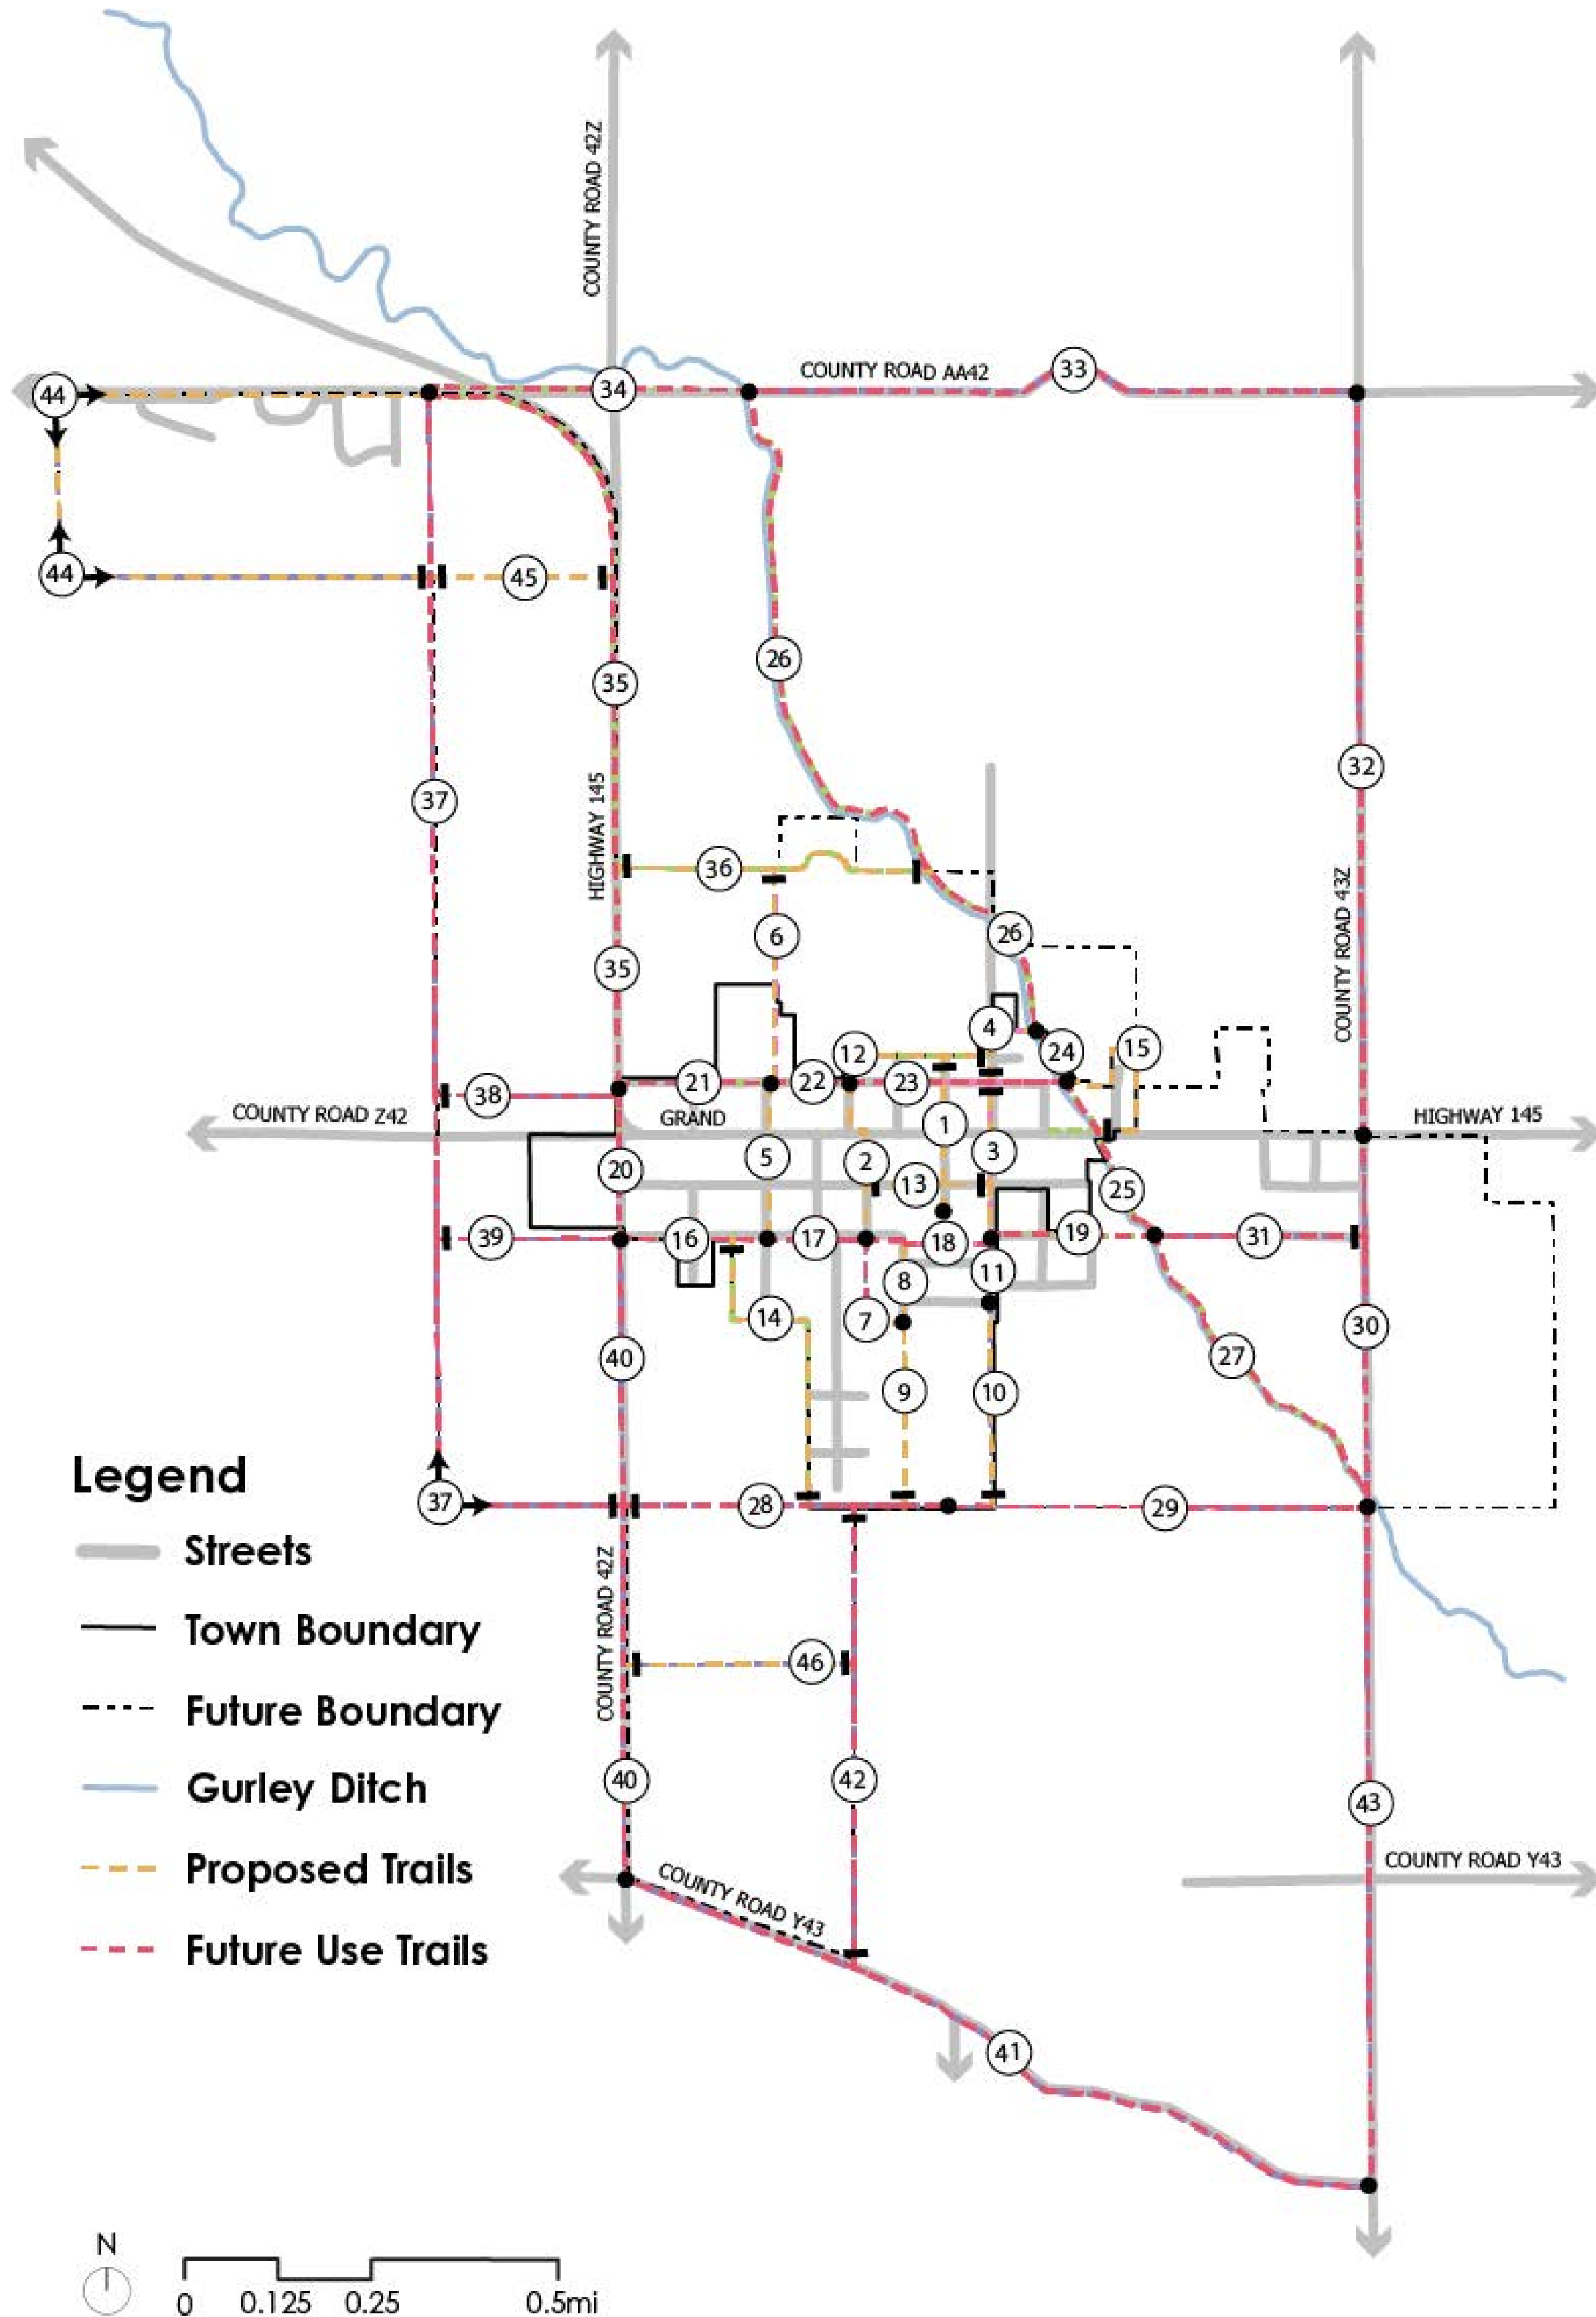 COUNTY ROAD 42Z
COUNTY ROAD AA42
33
34
44
44
45
26
35
37
32
HIGHWAY 145
36
COUNTY ROAD 43Z
6
26
35
4
12
24
15
38
21
22
23
COUNTY ROAD Z42
GRAND
HIGHWAY 145
1
5
2
3
20
13
25
39
16
17
18
19
31
8
11
14
7
30
40
27
9
10
Legend
37
28
29
Streets
COUNTY ROAD 42Z
Town Boundary
46
Future Boundary
40
42
Gurley Ditch
43
Proposed Trails
COUNTY ROAD Y43
COUNTY ROAD Y43
Future Use Trails
41
N
0 0.125 0.25 0.5mi